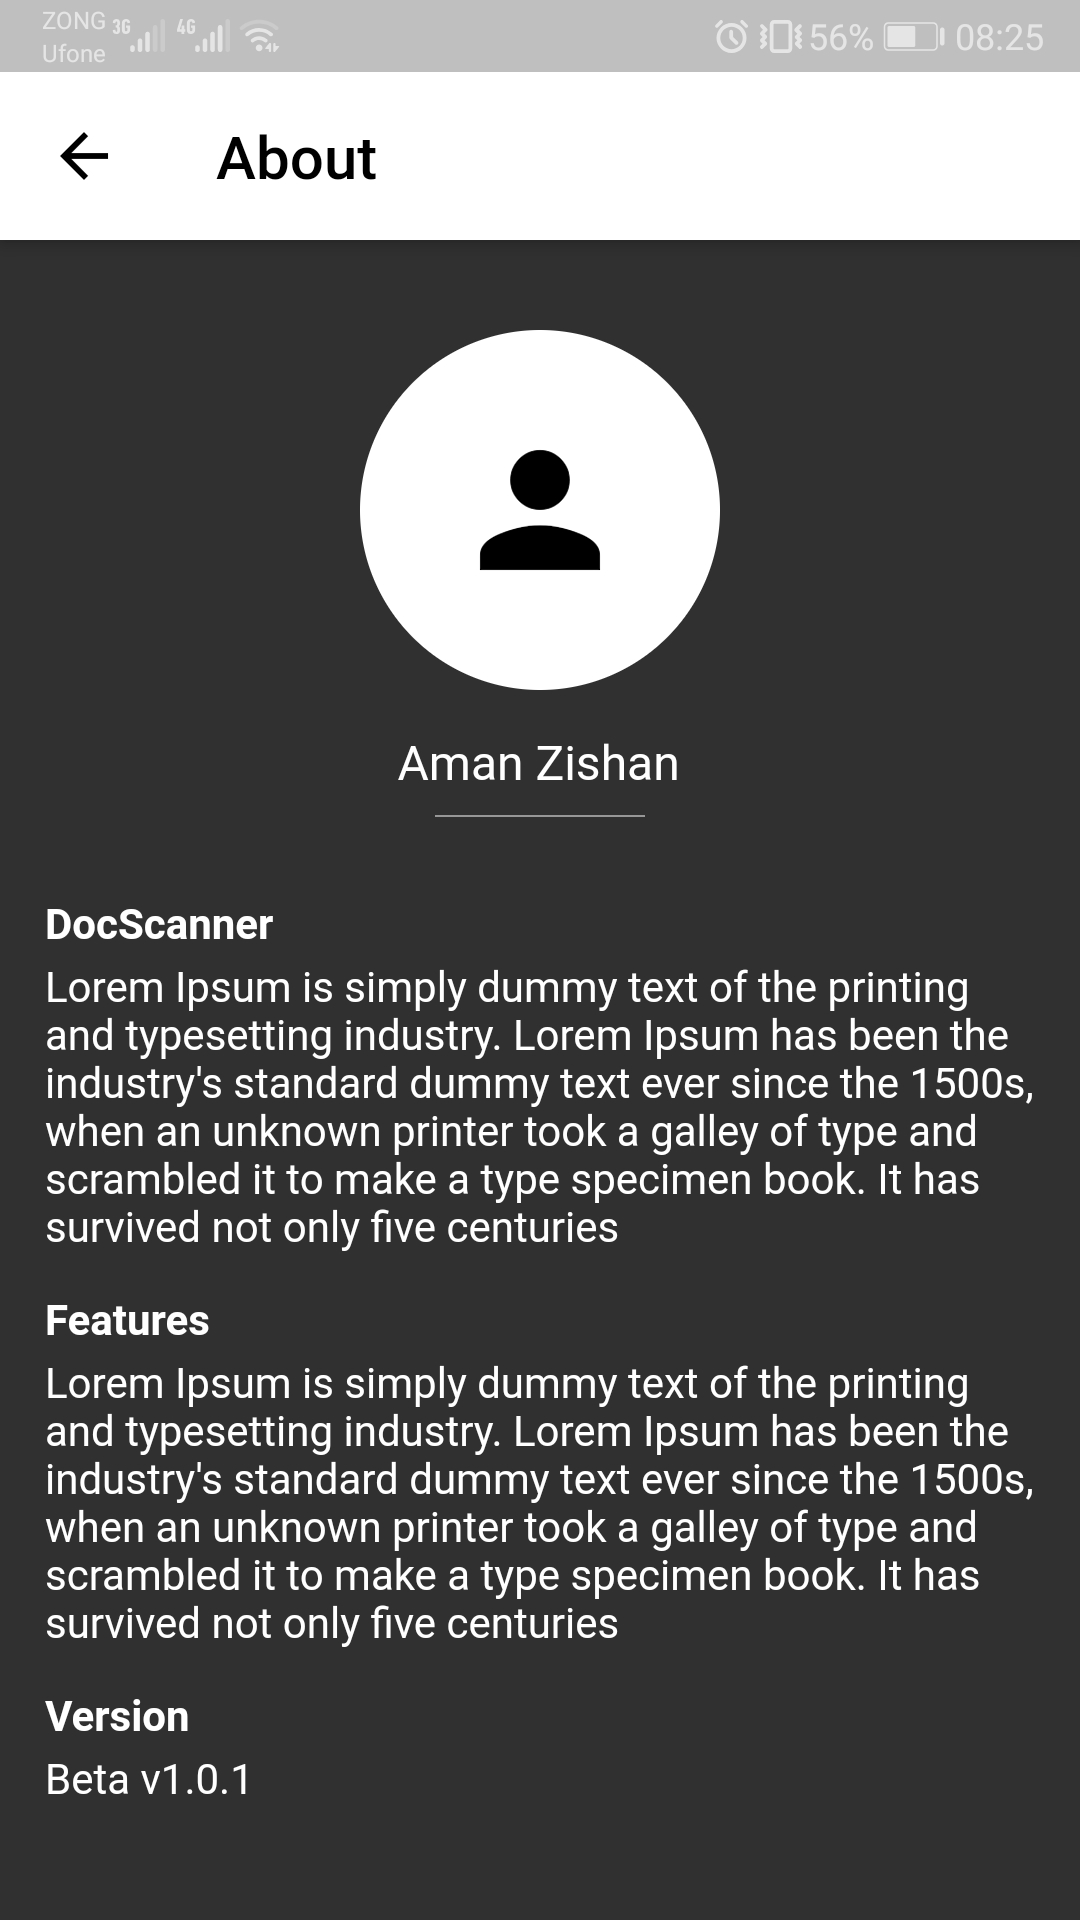 ZONG 3G 4G 56% 08:25
Ufone
About
Aman Zishan
DocScanner
Lorem Ipsum is simply dummy text of the printing
and typesetting industry. Lorem Ipsum has been the
industry's standard dummy text ever since the 1500s,
when an unknown printer took a galley of type and
scrambled it to make a type specimen book. It has
survived not only five centuries
Features
Lorem Ipsum is simply dummy text of the printing
and typesetting industry. Lorem Ipsum has been the
industry's standard dummy text ever since the 1500s,
when an unknown printer took a galley of type and
scrambled it to make a type specimen book. It has
survived not only five centuries
Version
Beta v1.0.1